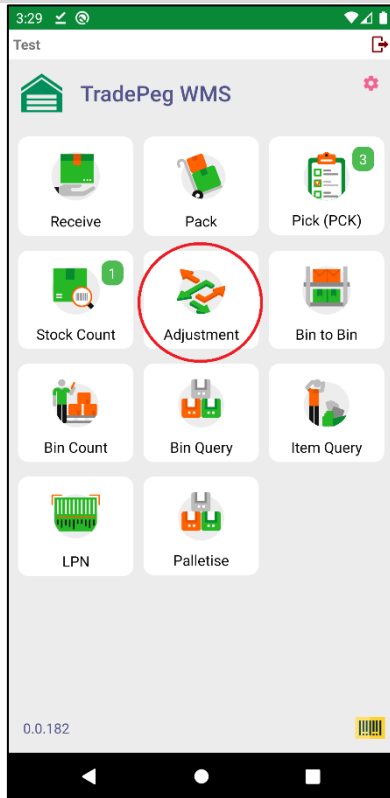 3:29
Test
TradePeg WMS
3
Receive Pack Pick (PCK)
1
Stock Count Adjustment Bin to Bin
Bin Count Bin Query Item Query
LPN Palletise
0.0.182